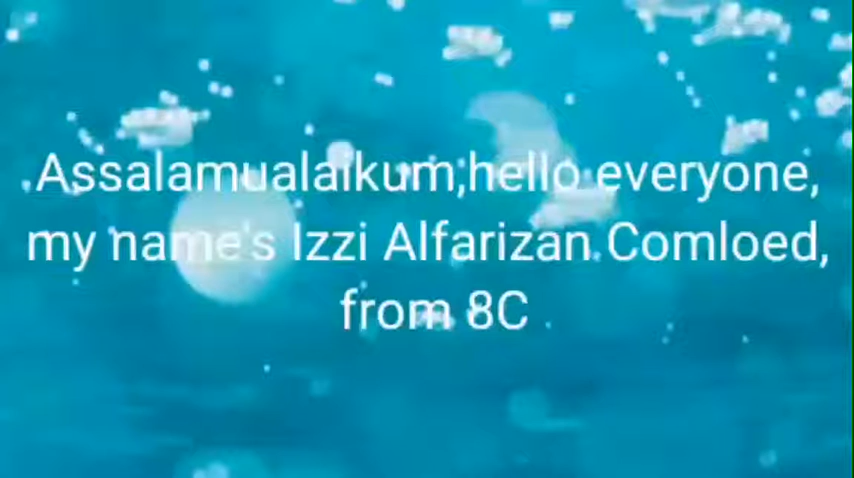 Assalamualaikum,hello everyone,
my name's Izzi Alfarizan Comloed,
from 8C